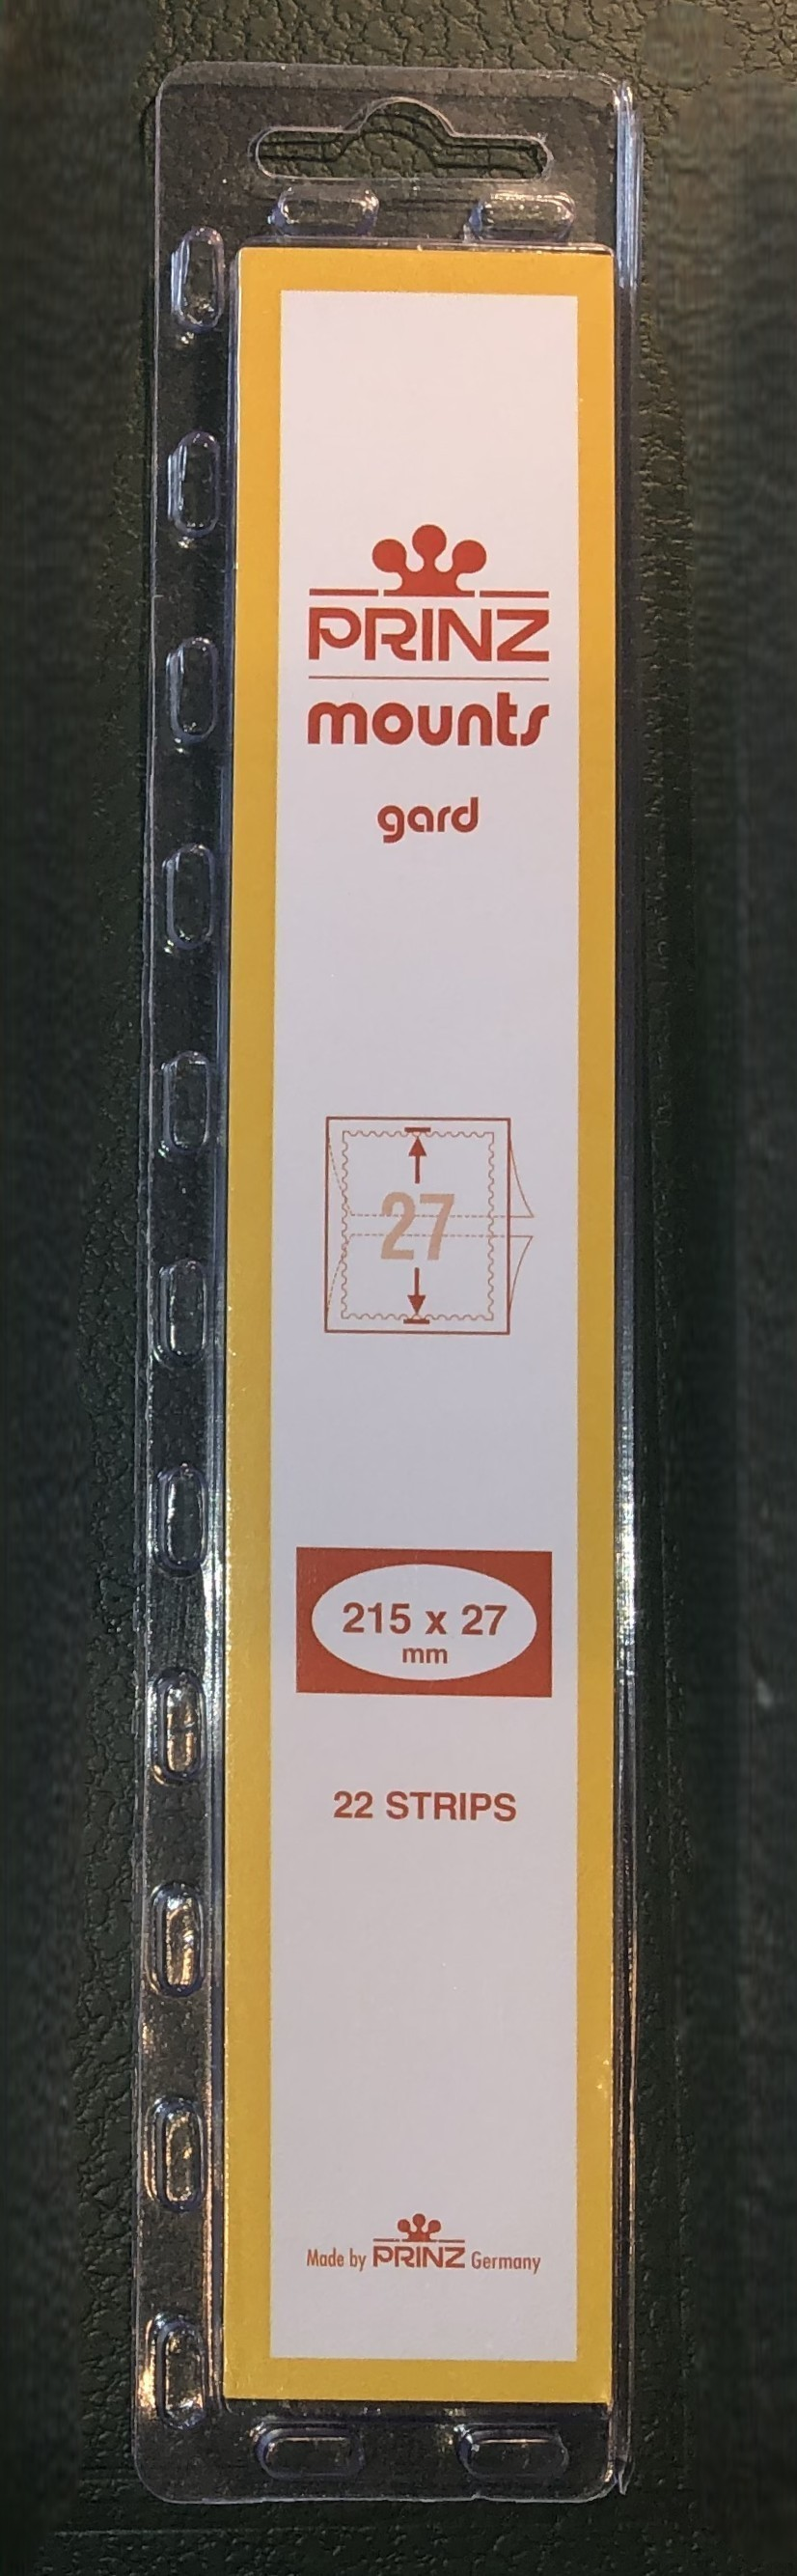 PRINZ
mounts
gard
27
215 x 27
mm
22 STRIPS
Made by PRINZ Germany